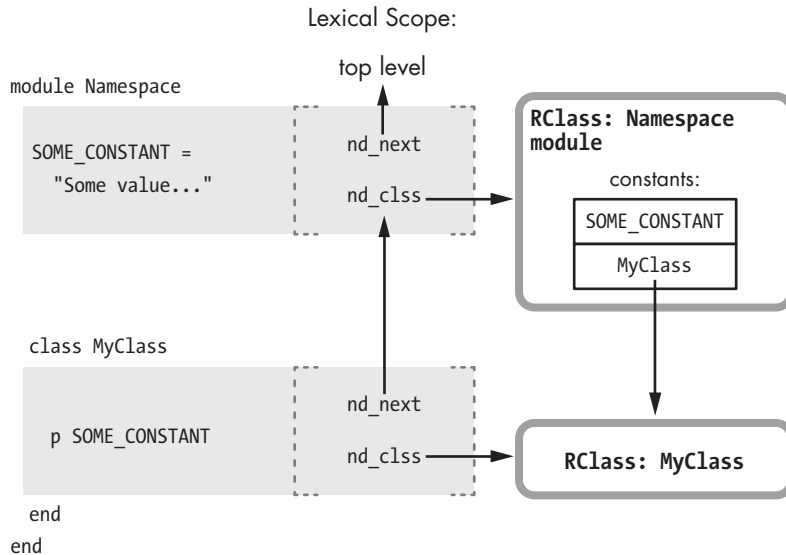 Lexical Scope:
top level
module Namespace
SOME_CONSTANT =
"Some value..."
nd_next
nd_clss
RClass: Namespace
module
constants:
SOME_CONSTANT
MyClass
class MyClass
p SOME_CONSTANT
nd_next
nd_clss
RClass: MyClass
end
end